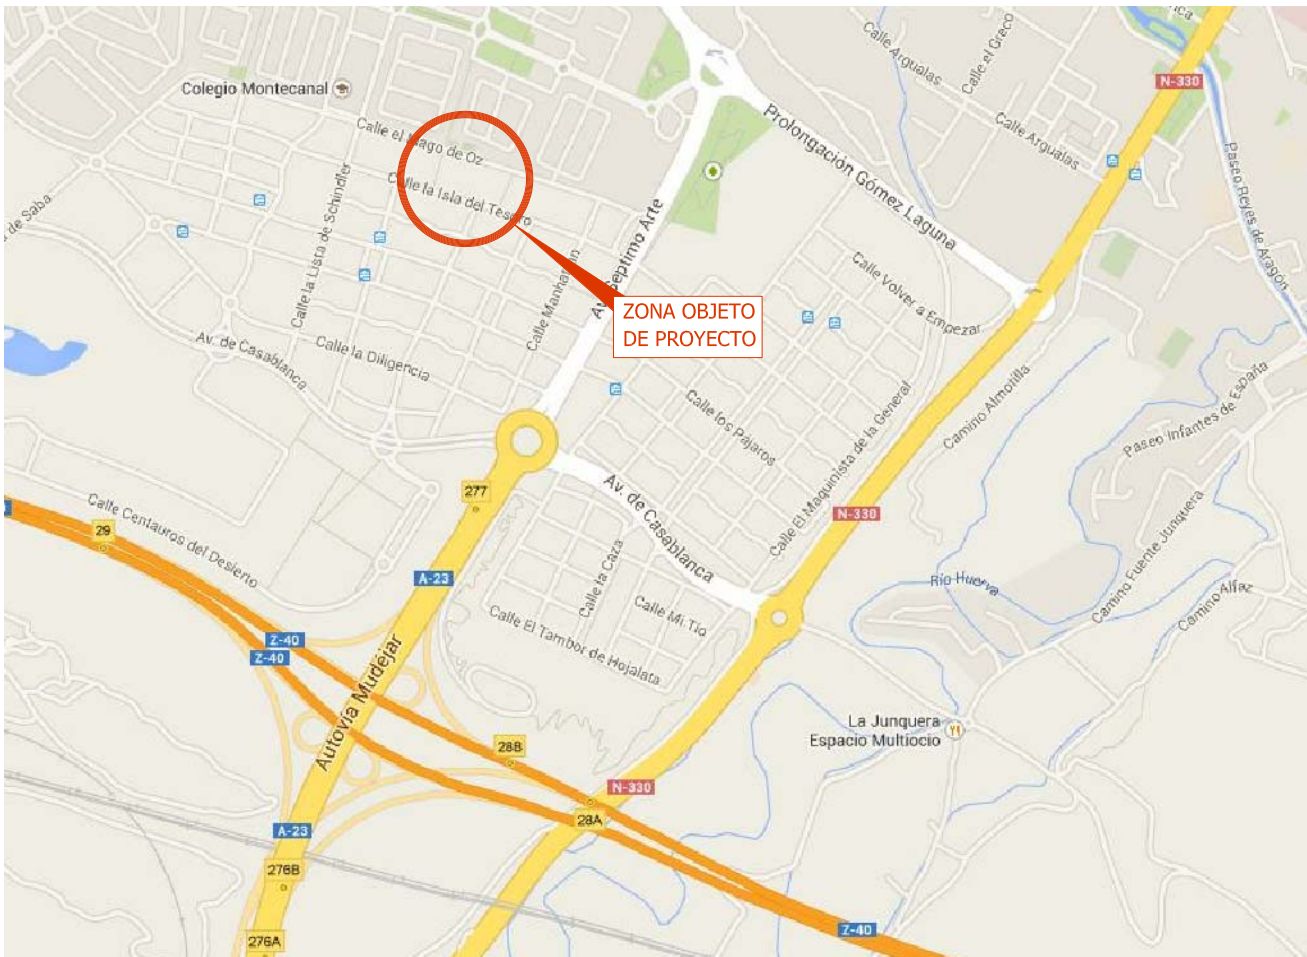 Calle el Greco
Calle Argualas
N-330
Colegio Montecanal
Calle el Mago de Oz
Prolongación Gómez Laguna
Calle Argualas
Paseo Reyes de Aragón
Calle la Lista de Schindler
Calle la Isla del Tesoro
de Saba
Av. Septimo Arte
Calle Manhattan
ZONA OBJETO
DE PROYECTO
Calle Volver a Empezar
Av. de Casablanca
Calle la Diligencia
Camino Almotilla
Paseo Infantes de España
Calle los Pájaros
Calle El Maquinista de la General
277
Av. de Casablanca
N-330
Calle Centauros del Desierto
29
A-23
Calle la Caza
Calle Mi Tío
Calle El Tambor de Hojalata
Río Huerva
Camino Fuente Junquera
Camino Alfaz
Z-40
Z-40
Autovía Mudéjar
La Junquera
Espacio Multiocio
28B
N-330
28A
A-23
276B
276A
Z-40